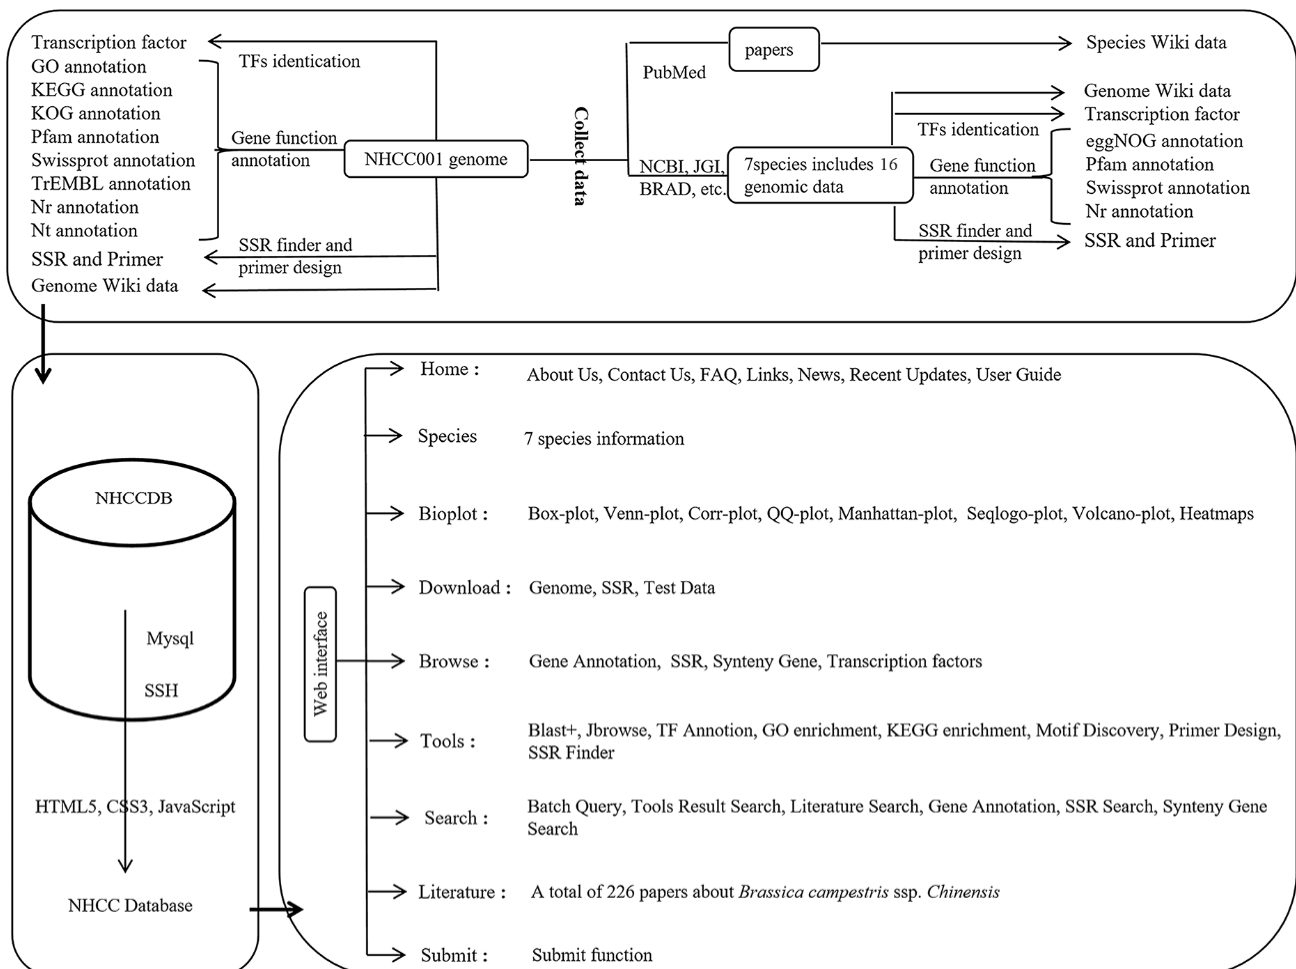 Transcription factor
GO annotation
KEGG annotation
KOG annotation
Pfam annotation
Swissprot annotation
TrEMBL annotation
Nr annotation
Nt annotation
SSR and Primer
Genome Wiki data
TFs identication
Gene function
annotation
SSR finder and
primer design
NHCC001 genome
Collect data
PubMed
papers
Species Wiki data
NCBI, JGI,
BRAD, etc.
7species includes 16
genomic data
TFs identication
Gene function
annotation
SSR finder and
primer design
Genome Wiki data
Transcription factor
eggNOG annotation
Pfam annotation
Swissprot annotation
Nr annotation
SSR and Primer
NHCCDB
Mysql
SSH
HTML5, CSS3, JavaScript
NHCC Database
Web interface
Home : About Us, Contact Us, FAQ, Links, News, Recent Updates, User Guide
Species 7 species information
Bioplot : Box-plot, Venn-plot, Corr-plot, QQ-plot, Manhattan-plot, Seqlogo-plot, Volcano-plot, Heatmaps
Download : Genome, SSR, Test Data
Browse : Gene Annotation, SSR, Synteny Gene, Transcription factors
Tools : Blast+, Jbrowse, TF Annotion, GO enrichment, KEGG enrichment, Motif Discovery, Primer Design,
SSR Finder
Search : Batch Query, Tools Result Search, Literature Search, Gene Annotation, SSR Search, Synteny Gene
Search
Literature : A total of 226 papers about Brassica campestris ssp. Chinensis
Submit : Submit function